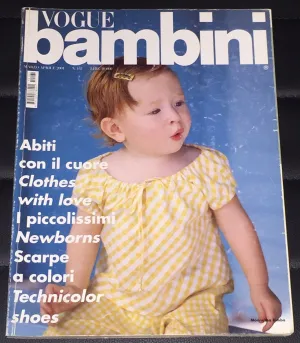 VOGUE
bambini
Abiti
con il cuore
Clothes
with love
I piccolissimi
Newborns
Scarpe
a colori
Technicolor
shoes